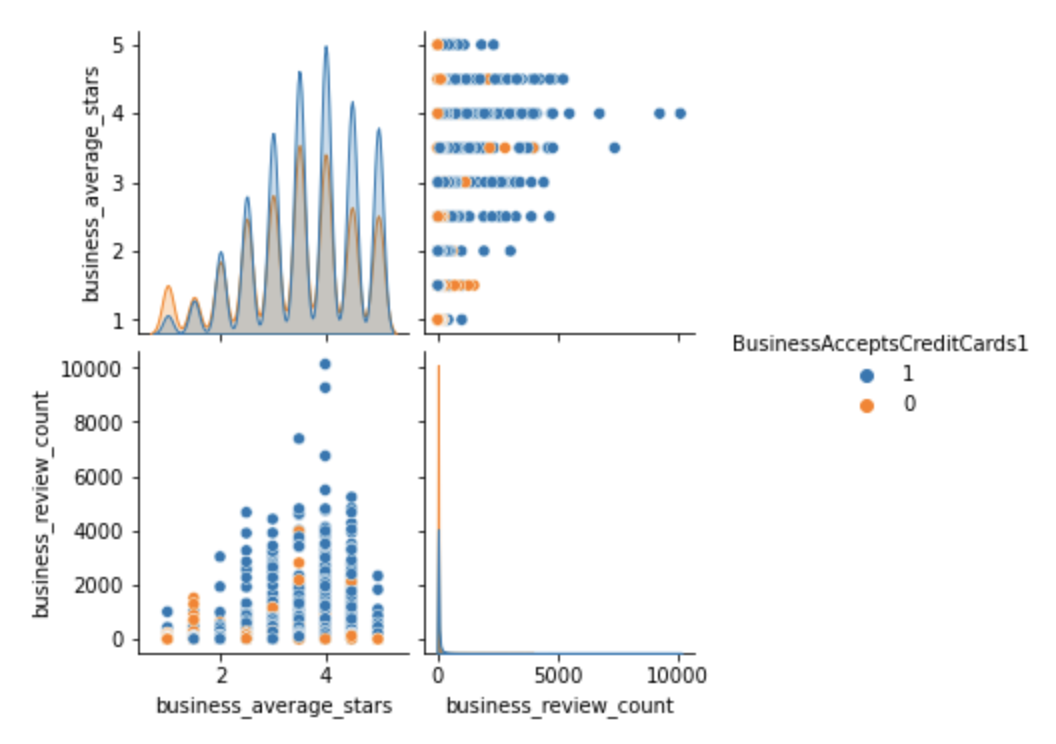 business_average_stars
5
4
3
2
1
BusinessAcceptsCreditCards1
1
0
business_review_count
10000
8000
6000
4000
2000
0
2 4
0 5000 10000
business_average_stars
business_review_count